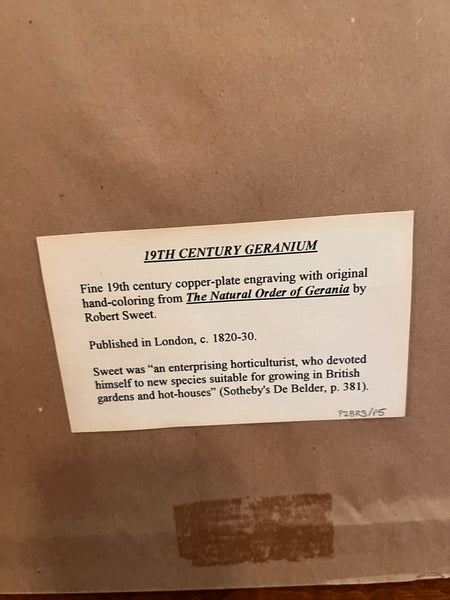 19TH CENTURY GERANIUM
Fine 19th century copper-plate engraving with original
hand-coloring from The Natural Order of Gerania by
Robert Sweet.
Published in London, c. 1820-30.
Sweet was "an enterprising horticulturist, who devoted
himself to new species suitable for growing in British
gardens and hot-houses" (Sotheby's De Belder, p. 381).
P2BRS/P5